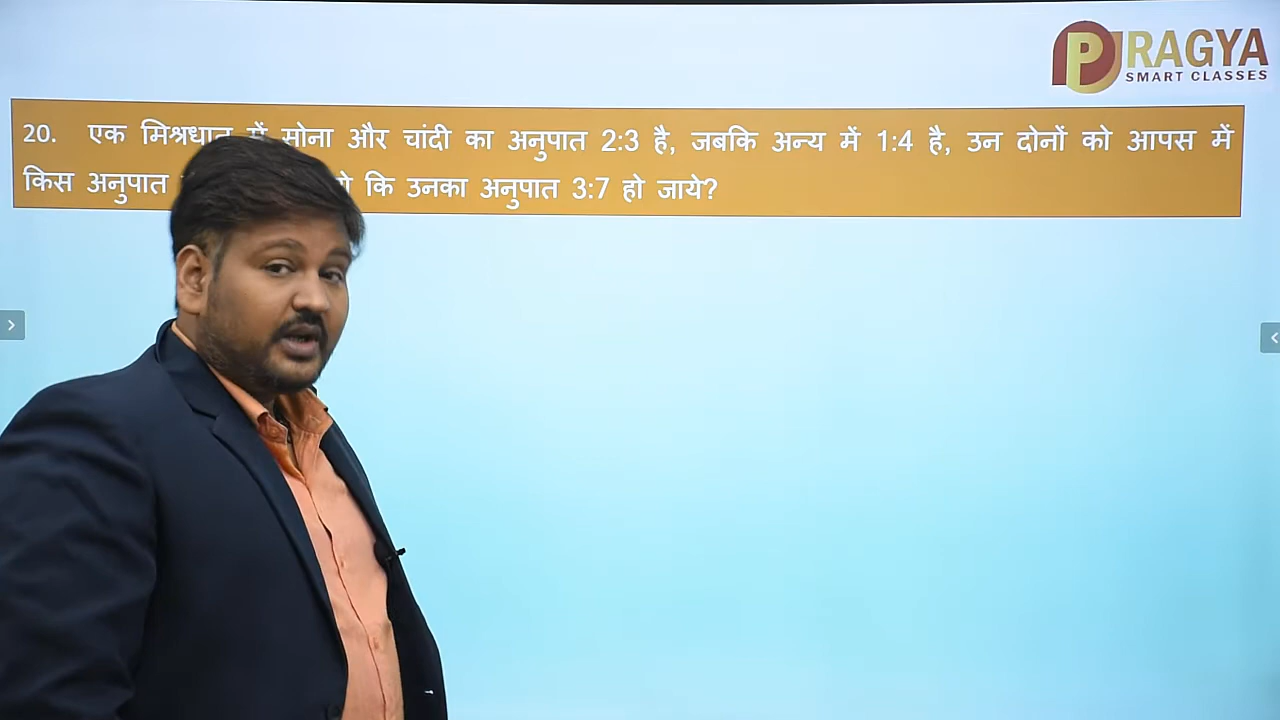 PRAGYA
SMART CLASSES
20. एक मिश्रधातु में सोना और चांदी का अनुपात 2:3 है, जबकि अन्य में 1:4 है, उन दोनों को आपस में
किस अनुपात कि उनका अनुपात 3:7 हो जाये?